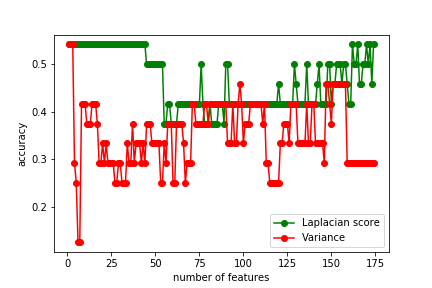 0.5
0.4
0.3
0.2
accuracy
0 25 50 75 100 125 150 175
number of features
Laplacian score
Variance